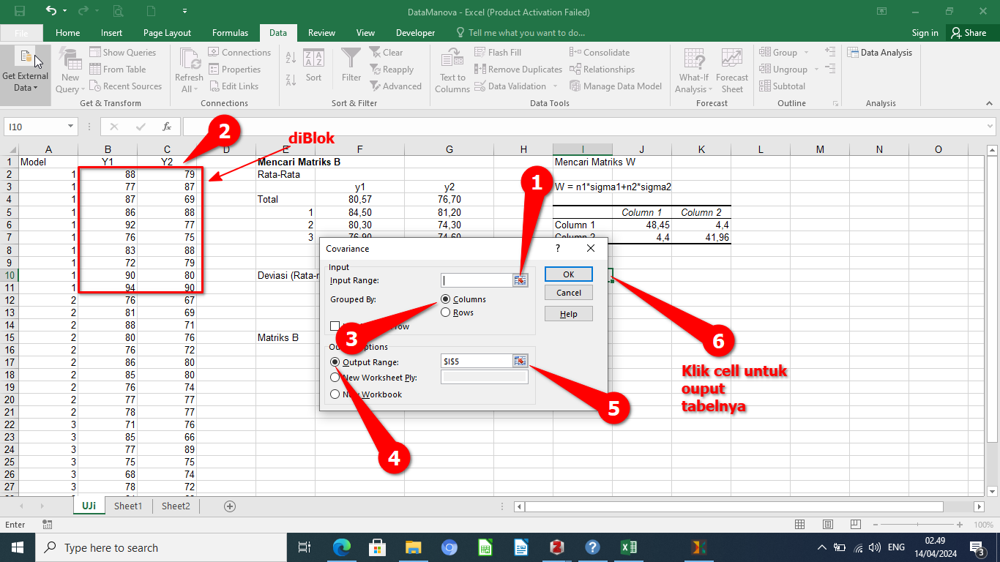 DataManova - Excel (Product Activation Failed)
File Home Insert Page Layout Formulas Data Review View Developer Tell me what you want to do... Sign in Share
Get External Data
New Query
Show Queries
From Table
Recent Sources
Refresh All
Connections
Properties
Edit Links
Sort
Filter
Clear
Reapply
Advanced
Text to Columns
Flash Fill
Remove Duplicates
Data Validation
Consolidate
Relationships
Manage Data Model
What-If Analysis
Forecast Sheet
Group
Ungroup
Subtotal
Data Analysis
Get & Transform Connections Sort & Filter Data Tools Forecast Outline Analysis
I10 fx
A B C D E F G H I J K L M N O
1 Model Y1 Y2 Mencari Matriks B Mencari Matriks W
2 1 88 79 Rata-Rata
3 1 77 87 y1 y2 W = n1*sigma1+n2*sigma2
4 1 87 69 Total 80,57 76,70
5 1 86 88 1 84,50 81,20 Column 1 Column 2
6 1 92 77 2 80,30 74,30 Column 1 48,45 4,4
7 1 76 75 3 76,90 74,60 Column 2 4,4 41,96
8 1 83 88
9 1 72 79
10 1 90 80 Deviasi (Rata-r
11 1 94 90
12 2 76 67
13 2 81 69
14 2 88 71
15 2 80 76 Matriks B
16 2 76 72
17 2 86 80
18 2 85 80
19 2 76 74
20 2 77 77
21 2 78 77
22 3 71 76
23 3 85 66
24 3 77 89
25 3 75 75
26 3 68 74
27 3 78 72
diBlok
2
1
Covariance ?
Input
Input Range:
Grouped By: Columns
Rows
OK
Cancel
Help
Output Range: $I$5
New Worksheet Ply:
New Workbook
3
4
5
6
Klik cell untuk
ouput
tabelnya
UJi Sheet1 Sheet2
Enter 100%
Type here to search
ENG
02.49
14/04/2024
3